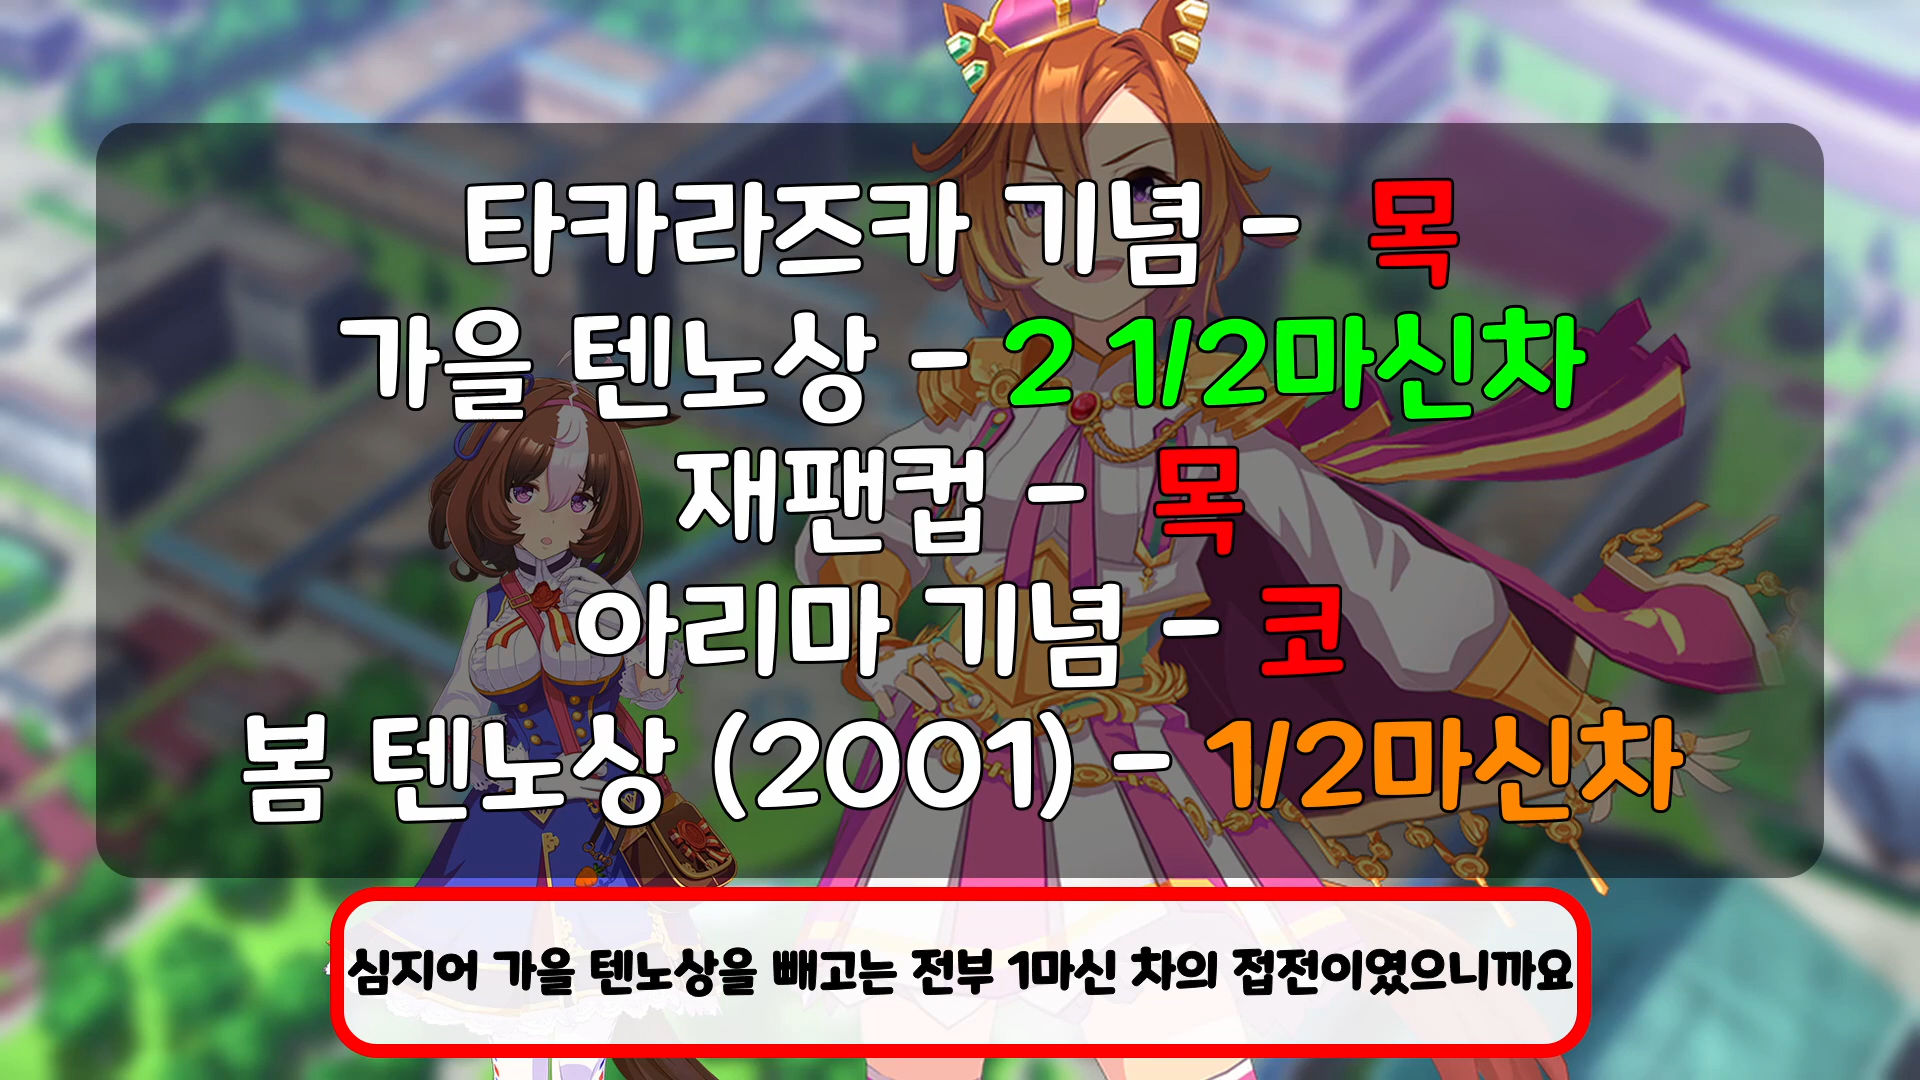 타카라즈카 기념 - 목
가을 텐노상 - 2 1/2마신차
재팬컵 - 목
아리마 기념 - 코
봄 텐노상 (2001) - 1/2마신차
심지어 가을 텐노상을 빼고는 전부 1마신 차의 접전이였으니까요